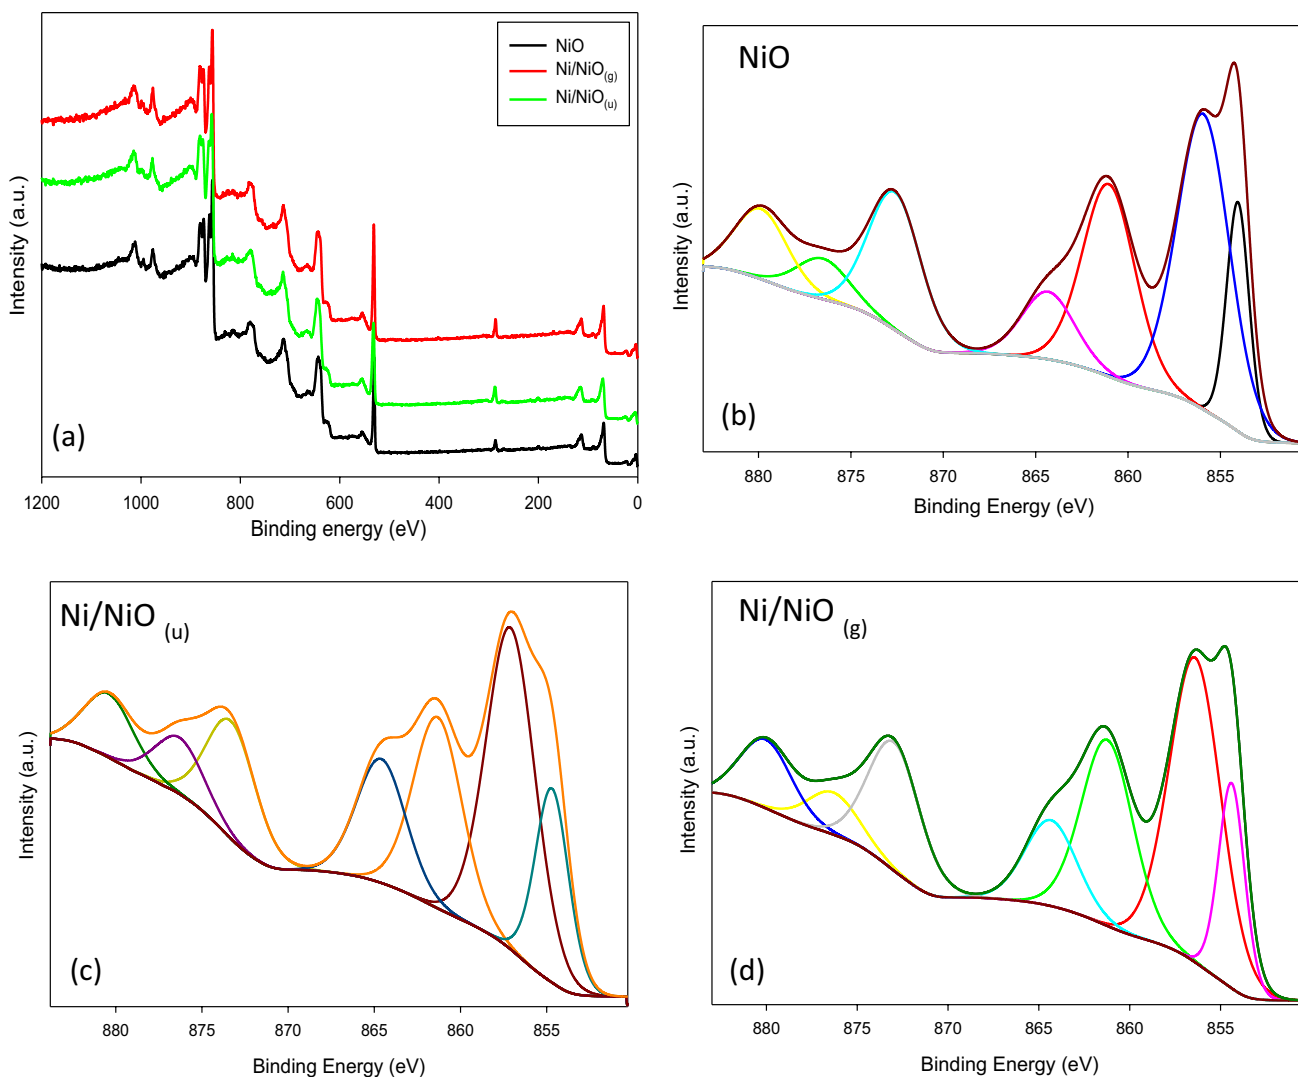 NiO
Ni/NiO(g)
Ni/NiO(u)
Intensity (a.u.)
(a)
1200 1000 800 600 400 200 0
Binding energy (eV)
NiO
Intensity (a.u.)
(b)
880 875 870 865 860 855
Binding Energy (eV)
Ni/NiO (u)
Intensity (a.u.)
(c)
880 875 870 865 860 855
Binding Energy (eV)
Ni/NiO (g)
Intensity (a.u.)
(d)
880 875 870 865 860 855
Binding Energy (eV)